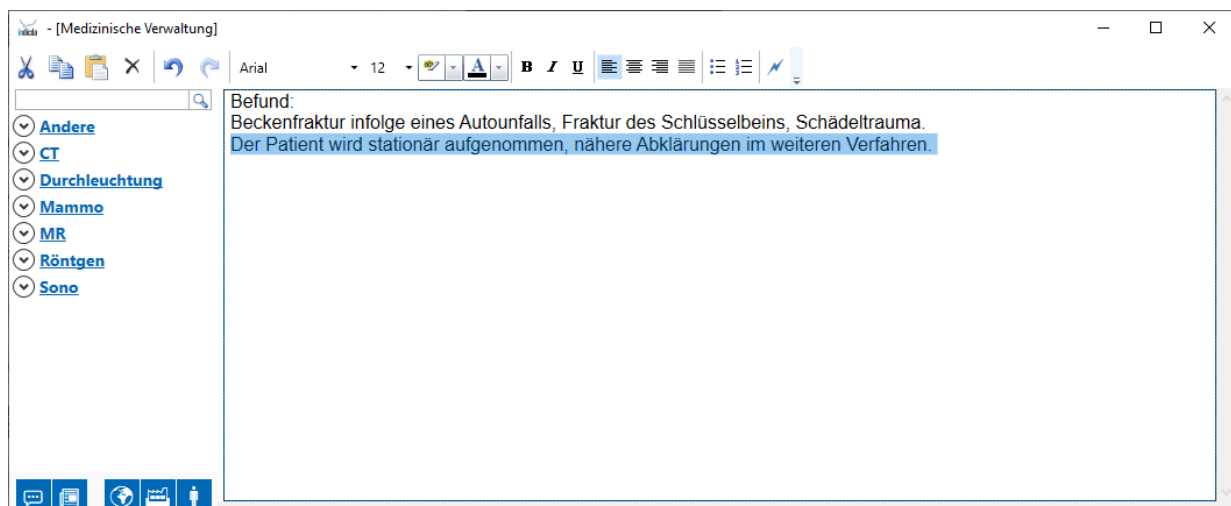 - [Medizinische Verwaltung]
Arial
12
B I U
Befund:
Beckenfraktur infolge eines Autounfalls, Fraktur des Schlüsselbeins, Schädeltrauma.
Der Patient wird stationär aufgenommen, nähere Abklärungen im weiteren Verfahren.
Andere
CT
Durchleuchtung
Mammo
MR
Röntgen
Sono